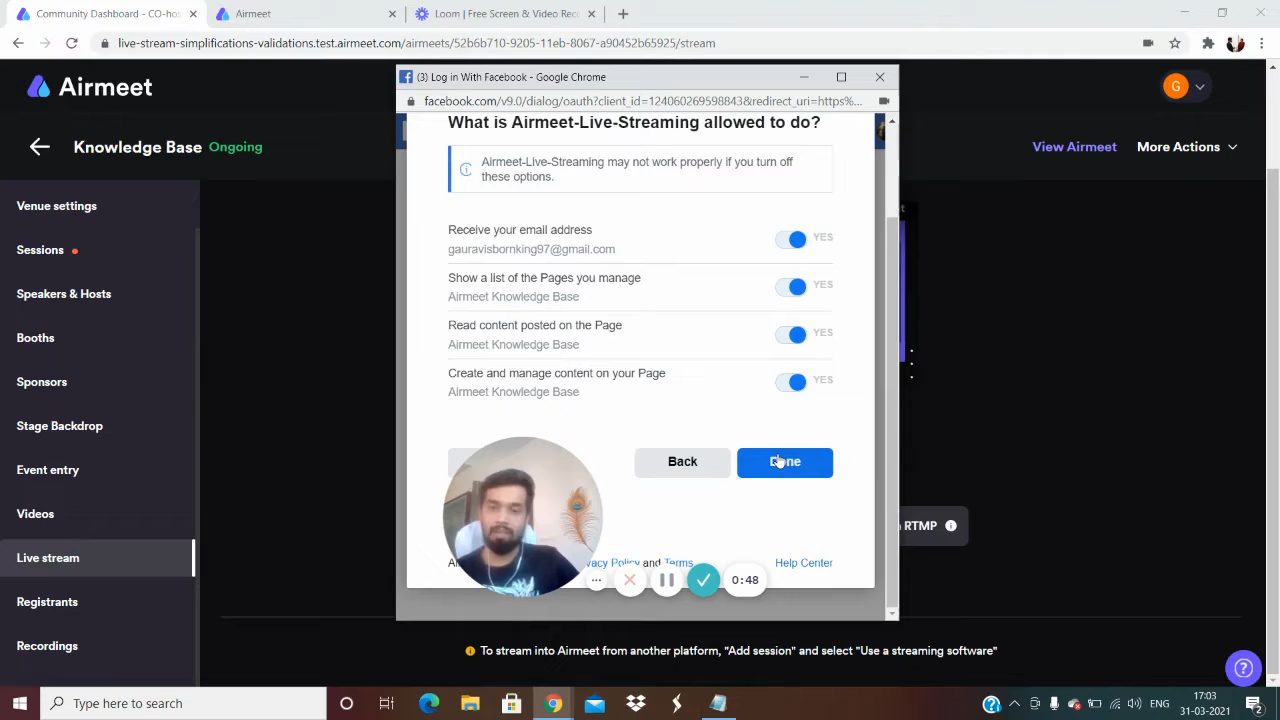 Community Dashboard - CO-hos
Airmeet
Loom | Free Screen & Video Reco
live-stream-simplifications-validations.test.airmeet.com/airmeets/52b6b710-9205-11eb-8067-a90452b65925/stream
Airmeet
G
Knowledge Base Ongoing
View Airmeet
More Actions
Venue settings
Sessions
Speakers & Hosts
Booths
Sponsors
Stage Backdrop
Event entry
Videos
Live stream
Registrants
Recordings
(3) Log in With Facebook - Google Chrome
facebook.com/v9.0/dialog/oauth?client_id=124060269598843&redirect_uri=https%...
What is Airmeet-Live-Streaming allowed to do?
Airmeet-Live-Streaming may not work properly if you turn off
these options.
Receive your email address
YES
gauravisbornking97@gmail.com
Show a list of the Pages you manage
YES
Airmeet Knowledge Base
Read content posted on the Page
YES
Airmeet Knowledge Base
Create and manage content on your Page
YES
Airmeet Knowledge Base
Back
Done
and Terms
Help Center
0:48
RTMP
To stream into Airmeet from another platform, "Add session" and select "Use a streaming software"
Type here to search
ENG
17:03
31-03-2021
2